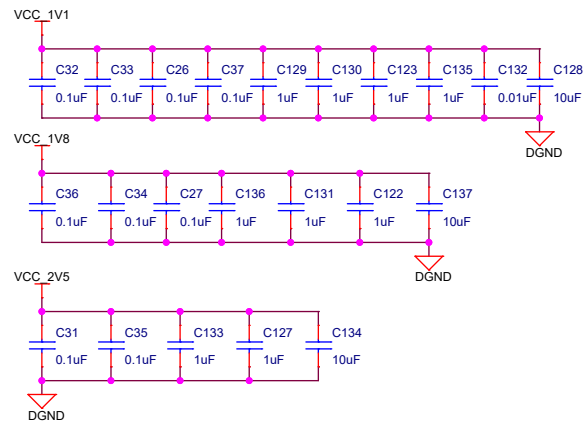 VCC_1V1
C32 C33 C26 C37 C129 C130 C123 C135 C132 C128
0.1uF 0.1uF 0.1uF 0.1uF 1uF 1uF 1uF 1uF 0.01uF 10uF
DGND
VCC_1V8
C36 C34 C27 C136 C131 C122 C137
0.1uF 0.1uF 0.1uF 1uF 1uF 1uF 10uF
DGND
VCC_2V5
C31 C35 C133 C127 C134
0.1uF 0.1uF 1uF 1uF 10uF
DGND